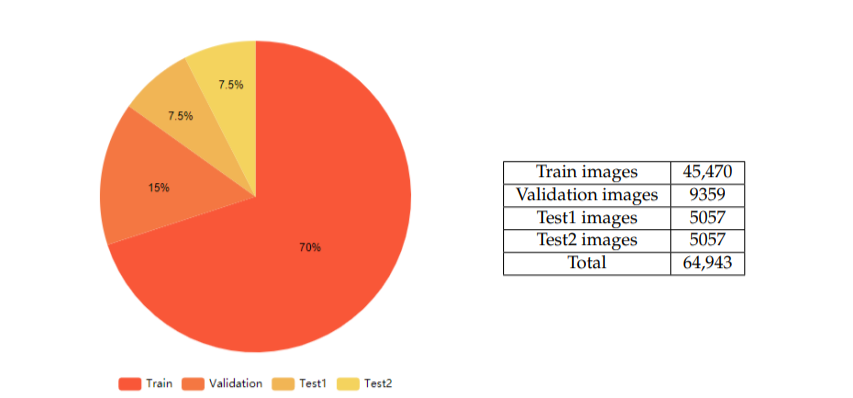 7.5%
7.5%
15%
70%
Train Validation Test1 Test2
Train images 45,470
Validation images 9359
Test1 images 5057
Test2 images 5057
Total 64,943